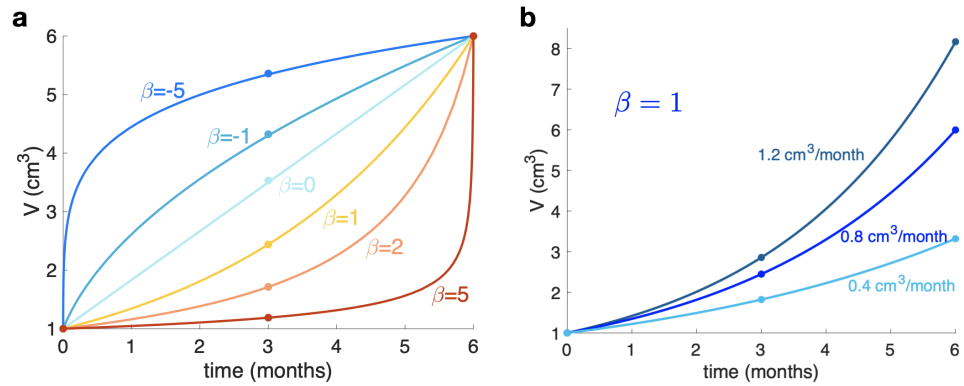 a
6
5
4
3
2
1
V (cm³)
0
1
2
3
4
5
6
time (months)
β=-5
β=-1
β=0
β=1
β=2
β=5
b
8
7
6
5
4
3
2
1
V (cm³)
0
1
2
3
4
5
6
time (months)
β = 1
1.2 cm³/month
0.8 cm³/month
0.4 cm³/month